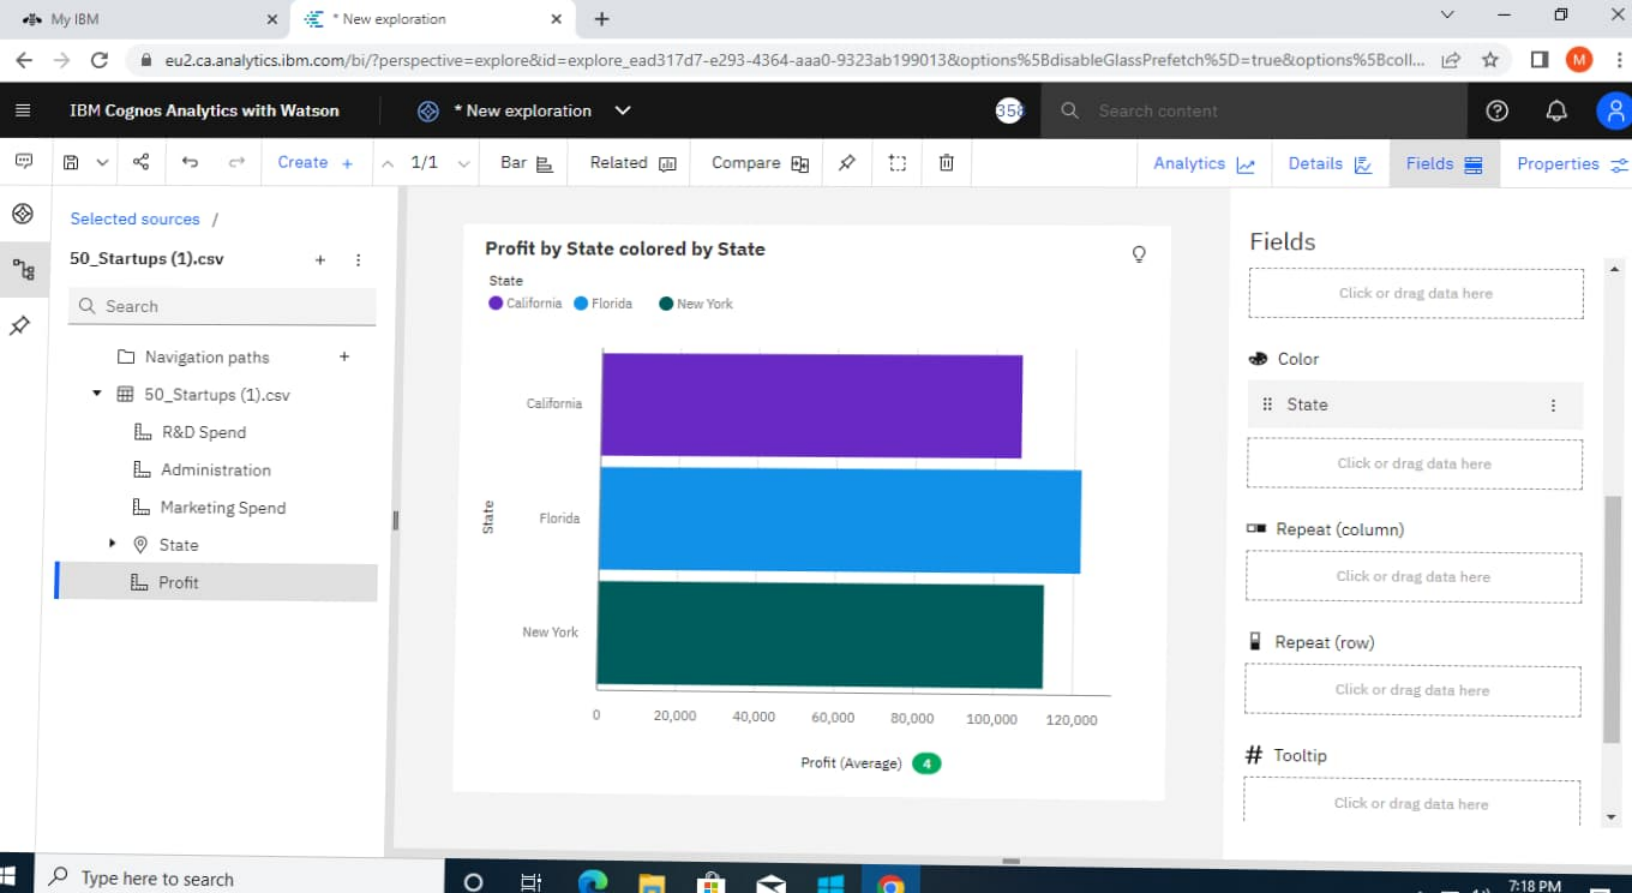 My IBM
* New exploration
eu2.ca.analytics.ibm.com/bi/?perspective=explore&id=explore_ead317d7-e293-4364-aaa0-9323ab199013&options%5BdisableGlassPrefetch%5D=true&options%5Bcoll...
M
IBM Cognos Analytics with Watson
* New exploration
358
Search content
Create +
1/1
Bar
Related
Compare
Analytics
Details
Fields
Properties
Selected sources /
50_Startups (1).csv
Search
Navigation paths
50_Startups (1).csv
R&D Spend
Administration
Marketing Spend
State
Profit
Profit by State colored by State
State
California Florida New York
California
Florida
New York
State
0 20,000 40,000 60,000 80,000 100,000 120,000
Profit (Average) 4
Fields
Click or drag data here
Color
State
Click or drag data here
Repeat (column)
Click or drag data here
Repeat (row)
Click or drag data here
# Tooltip
Click or drag data here
Type here to search
7:18 PM